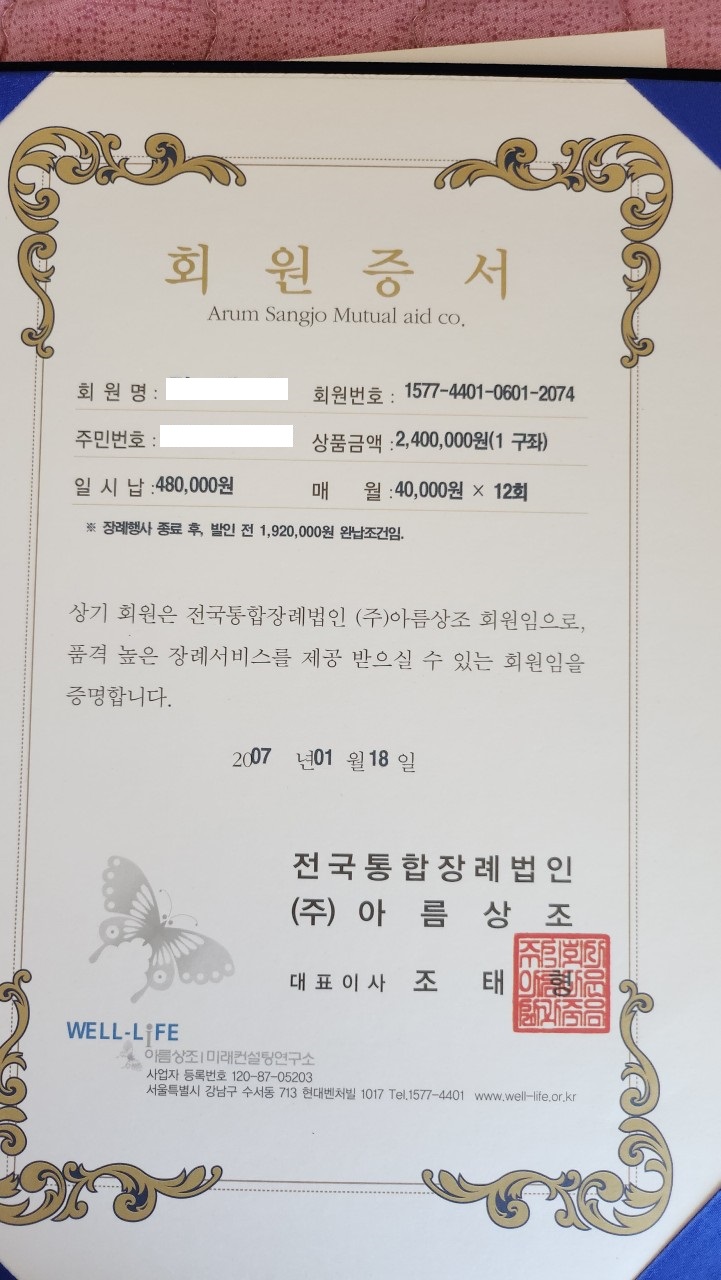 회 원 증 서
Arum Sangjo Mutual aid co.
회 원 명 : 회원번호 : 1577-4401-0601-2074
주민번호 : 상품금액 : 2,400,000원(1 구좌)
일 시 납 : 480,000원 매 월 : 40,000원 × 12회
※ 장례행사 종료 후, 발인 전 1,920,000원 완납조건임.
상기 회원은 전국통합장례법인 (주)아름상조 회원임으로,
품격 높은 장례서비스를 제공 받으실 수 있는 회원임을
증명합니다.
2007 년01 월 18 일
전국통합장례법인
(주) 아 름 상 조
대표이사 조 태 형
WELL-LiFE
아름상조 | 미래컨설팅연구소
사업자 등록번호 120-87-05203
서울특별시 강남구 수서동 713 현대벤처빌 1017 Tel.1577-4401 www.well-life.or.kr